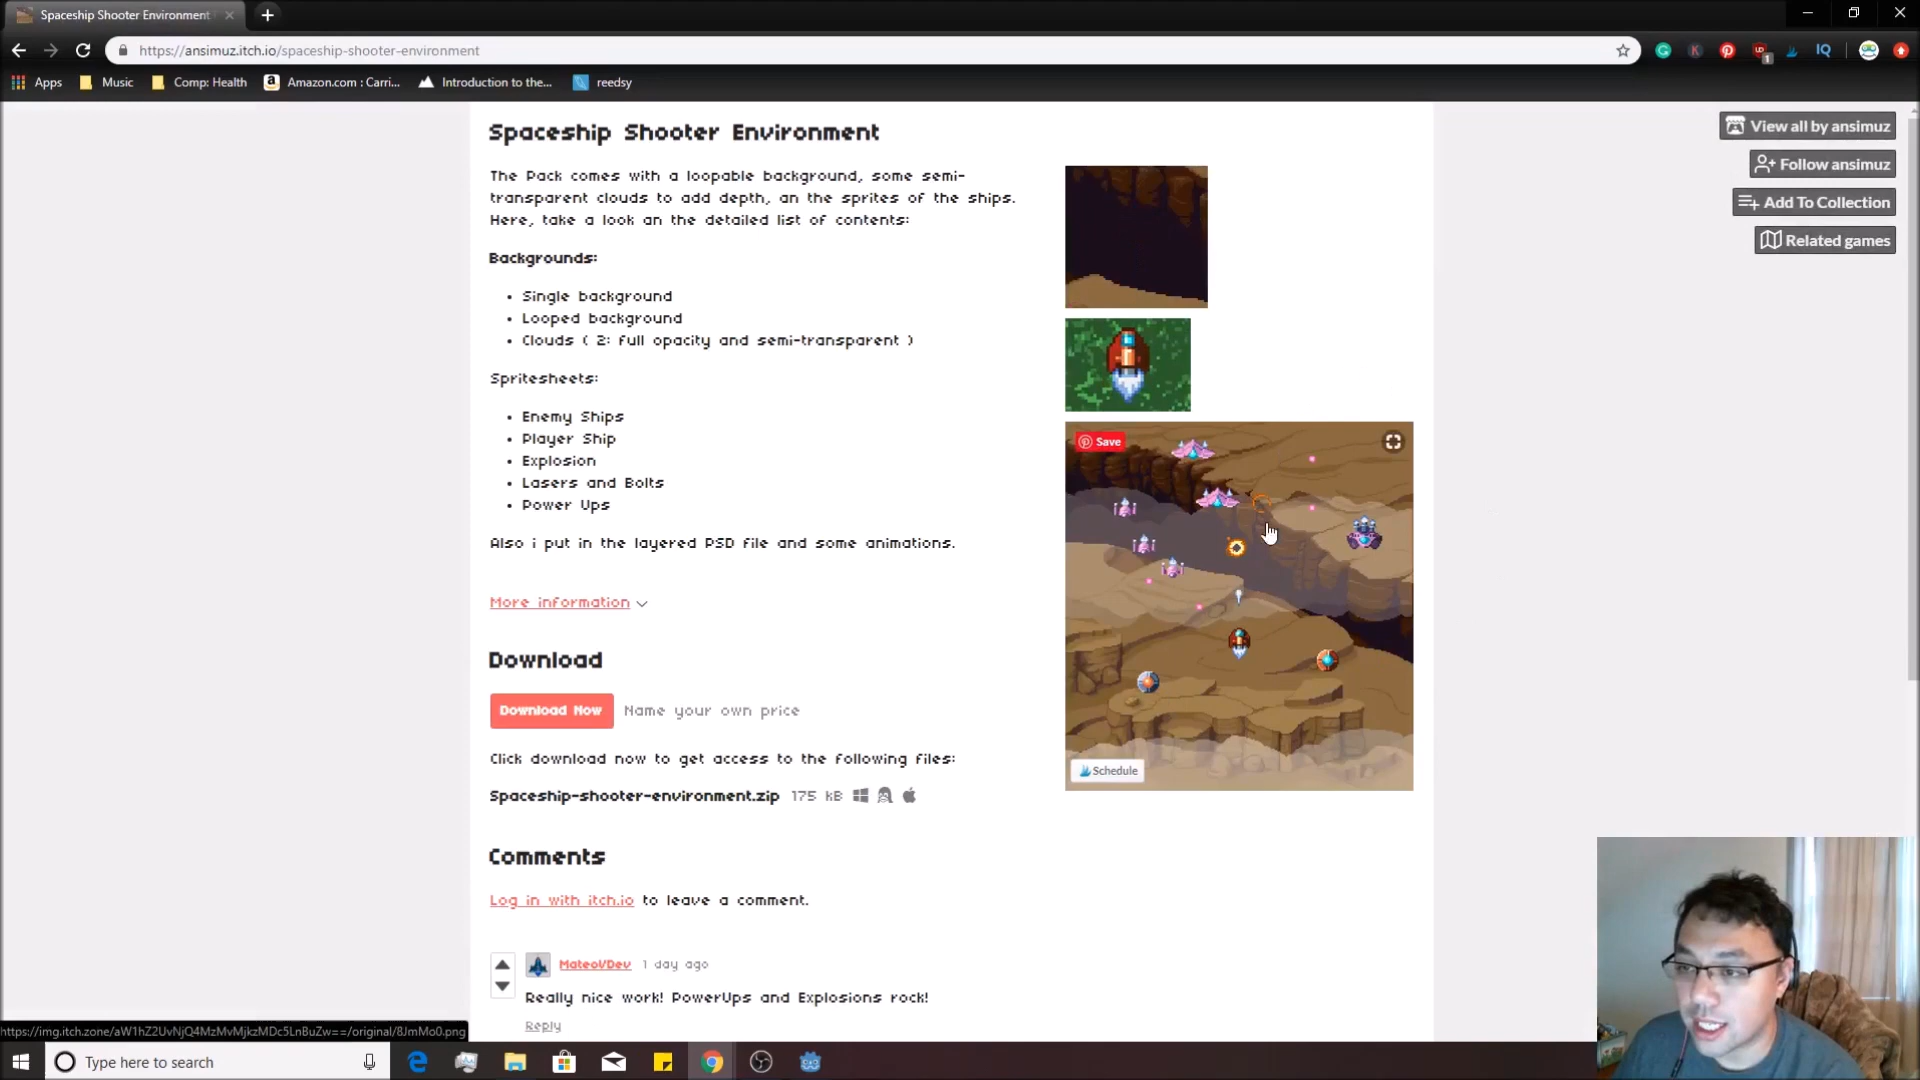 Spaceship Shooter Environment
https://ansimuz.itch.io/spaceship-shooter-environment
1
Apps
Music
Comp: Health
Amazon.com : Carri...
Introduction to the...
reedsy
View all by ansimuz
Follow ansimuz
Add To Collection
Related games
Spaceship Shooter Environment
The Pack comes with a loopable background, some semi-
transparent clouds to add depth, an the sprites of the ships.
Here, take a look an the detailed list of contents:
Backgrounds:
• Single background
• Looped background
• Clouds ( 2: full opacity and semi-transparent )
Spritesheets:
• Enemy Ships
• Player Ship
• Explosion
• Lasers and Bolts
• Power Ups
Also i put in the layered PSD file and some animations.
More information
Save
Schedule
Download
Download Now
Name your own price
Click download now to get access to the following files:
Spaceship-shooter-environment.zip 175 kB
Comments
Log in with itch.io to leave a comment.
MateoVDev 1 day ago
Really nice work! PowerUps and Explosions rock!
Reply
https://img.itch.zone/aW1hZ2UvNjQ4MzMvMjkzMDc5LnBuZw==/original/8JmMo0.png
Type here to search